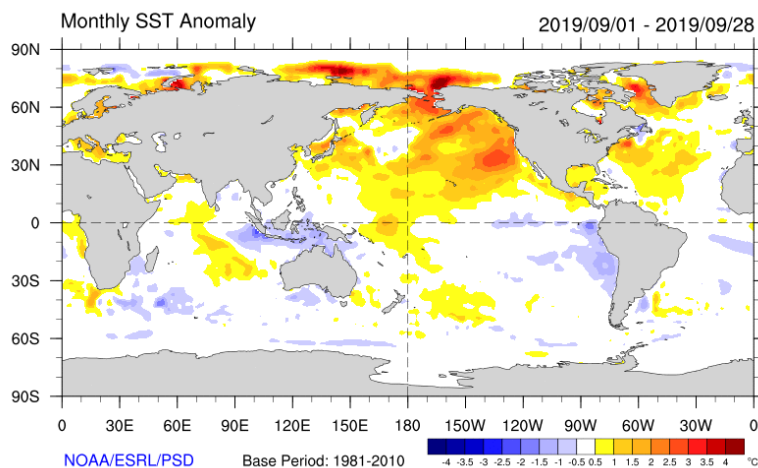 Monthly SST Anomaly 2019/09/01 - 2019/09/28
90N
60N
30N
0
30S
60S
90S
0 30E 60E 90E 120E 150E 180 150W 120W 90W 60W 30W 0
-4 -3.5 -3 -2.5 -2 -1.5 -1 -0.5 0.5 1 1.5 2 2.5 3 3.5 4 °C
NOAA/ESRL/PSD Base Period: 1981-2010